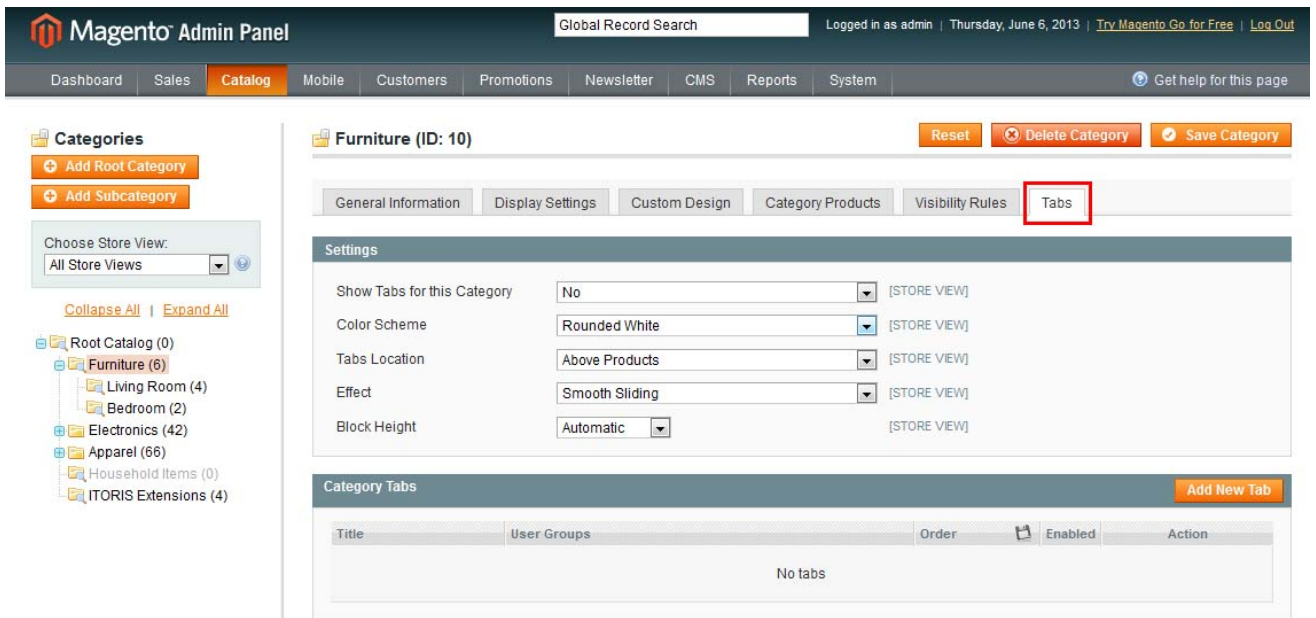 Magento Admin Panel
Global Record Search
Logged in as admin | Thursday, June 6, 2013 | Try Magento Go for Free | Log Out
Dashboard Sales Catalog Mobile Customers Promotions Newsletter CMS Reports System Get help for this page
Categories
Add Root Category
Add Subcategory
Choose Store View:
All Store Views
Collapse All | Expand All
Root Catalog (0)
Furniture (6)
Living Room (4)
Bedroom (2)
Electronics (42)
Apparel (66)
Household Items (0)
ITORIS Extensions (4)
Furniture (ID: 10)
Reset Delete Category Save Category
General Information Display Settings Custom Design Category Products Visibility Rules Tabs
Settings
Show Tabs for this Category No [STORE VIEW]
Color Scheme Rounded White [STORE VIEW]
Tabs Location Above Products [STORE VIEW]
Effect Smooth Sliding [STORE VIEW]
Block Height Automatic [STORE VIEW]
Category Tabs Add New Tab
Title User Groups Order Enabled Action
No tabs